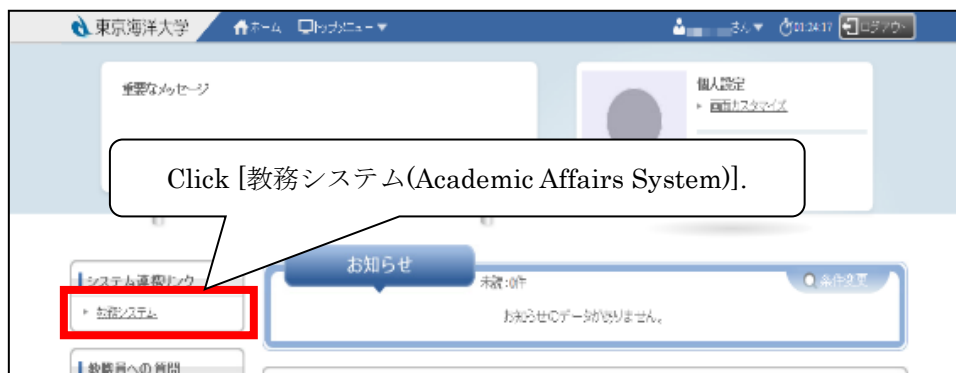 東京海洋大学
ホーム
トップメニュー▼
さん▼
01:24:17
ログアウト
重要なメッセージ
個人設定
画面カスタマイズ
Click [教務システム(Academic Affairs System)].
お知らせ
未読:0件
条件変更
システム連携リンク
教務システム
お知らせのデータがありません。
教職員への質問